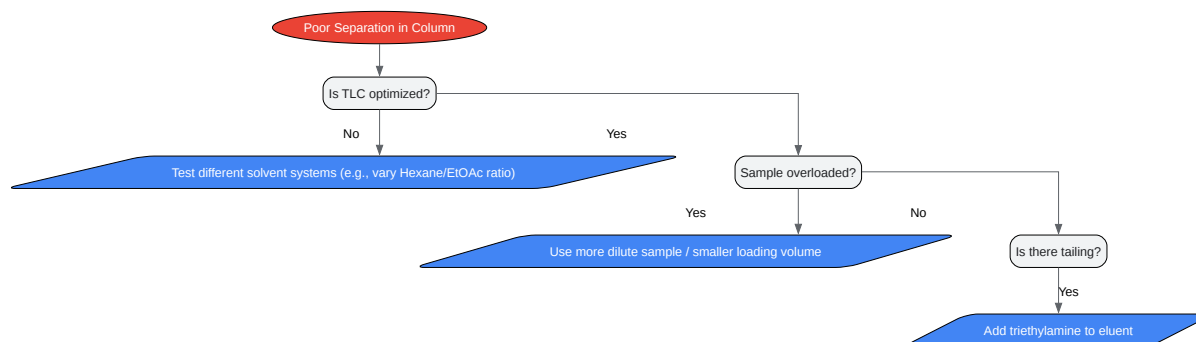 Poor Separation in Column
Is TLC optimized?
No
Yes
Test different solvent systems (e.g., vary Hexane/EtOAc ratio)
Sample overloaded?
Yes
No
Use more dilute sample / smaller loading volume
Is there tailing?
Yes
Add triethylamine to eluent